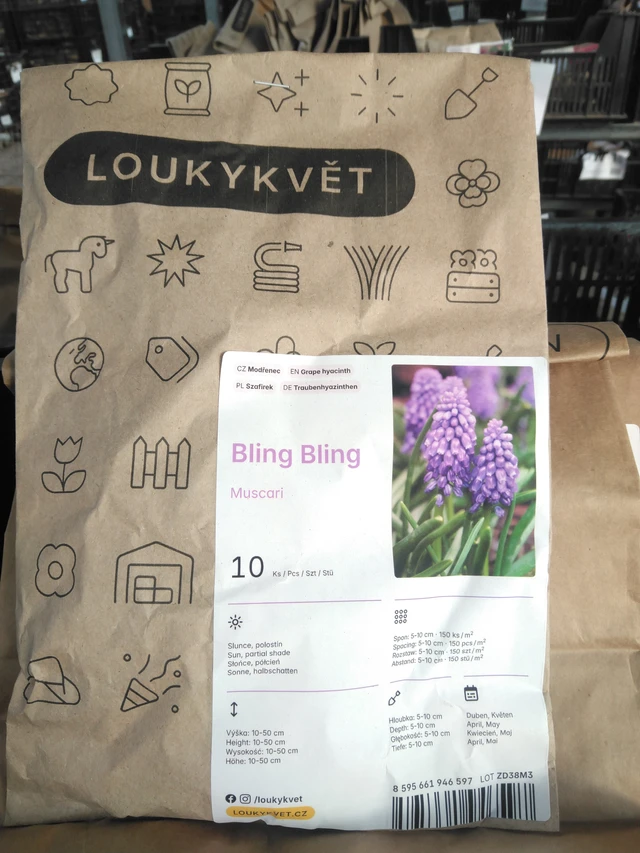 LOUKYKVĚT
CZ Modřenec EN Grape hyacinth
PL Szafirek DE Traubenhyazinthen
Bling Bling
Muscari
10 Ks / Pcs / Szt / Stü
Slunce, polostín
Sun, partial shade
Słońce, półcień
Sonne, halbschatten
Spon: 5-10 cm · 150 ks / m²
Spacing: 5-10 cm · 150 pcs / m²
Rozstaw: 5-10 cm · 150 szt / m²
Abstand: 5-10 cm · 150 stü / m²
Výška: 10-50 cm
Height: 10-50 cm
Wysokość: 10-50 cm
Höhe: 10-50 cm
Hloubka: 5-10 cm
Depth: 5-10 cm
Głębokość: 5-10 cm
Tiefe: 5-10 cm
Duben, Květen
April, May
Kwiecień, Maj
April, Mai
8 595 661 946 597 LOT ZD38M3
/loukykvet
LOUKYKVET.CZ
N